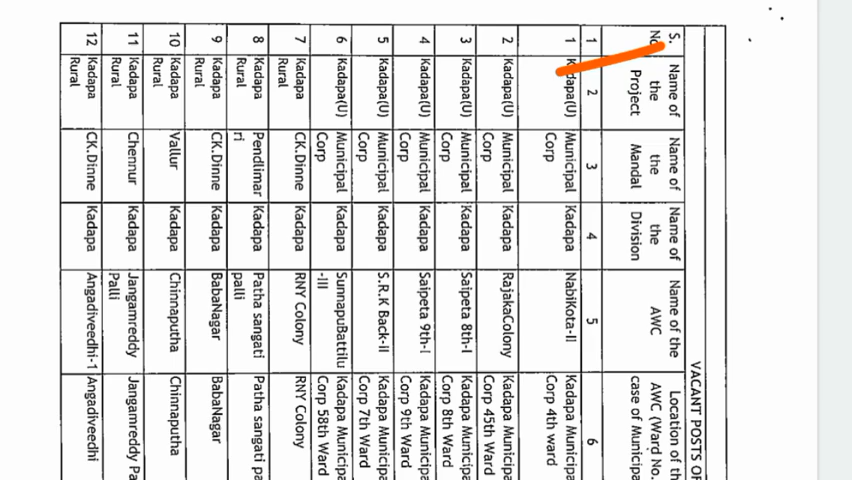 VACANT POSTS OF
S. No. Name of the Project Name of the Mandal Name of the Division Name of the AWC Location of th AWC (Ward No. case of Municipa
1 2 3 4 5 6
1 Kadapa(U) Municipal Corp Kadapa NabiKota-II Kadapa Municipa Corp 4th ward
2 Kadapa(U) Municipal Corp Kadapa RajakaColony Kadapa Municipa Corp 45th Ward
3 Kadapa(U) Municipal Corp Kadapa Saipeta 8th-I Kadapa Municipa Corp 8th Ward
4 Kadapa(U) Municipal Corp Kadapa Saipeta 9th-I Kadapa Municipa Corp 9th Ward
5 Kadapa(U) Municipal Corp Kadapa S.R.K Back-II Kadapa Municipa Corp 7th Ward
6 Kadapa(U) Municipal Corp Kadapa SunnapuBattilu -III Kadapa Municipa Corp 58th Ward
7 Kadapa Rural CK.Dinne Kadapa RNY Colony RNY Colony
8 Kadapa Rural Pendlimar ri Kadapa Patha sangati palli Patha sangati pa
9 Kadapa Rural CK.Dinne Kadapa BabaNagar BabaNagar
10 Kadapa Rural Vallur Kadapa Chinnaputha Chinnaputha
11 Kadapa Rural Chennur Kadapa Jangamreddy Palli Jangamreddy Pa
12 Kadapa Rural CK.Dinne Kadapa Angadiveedhi-1 Angadiveedhi